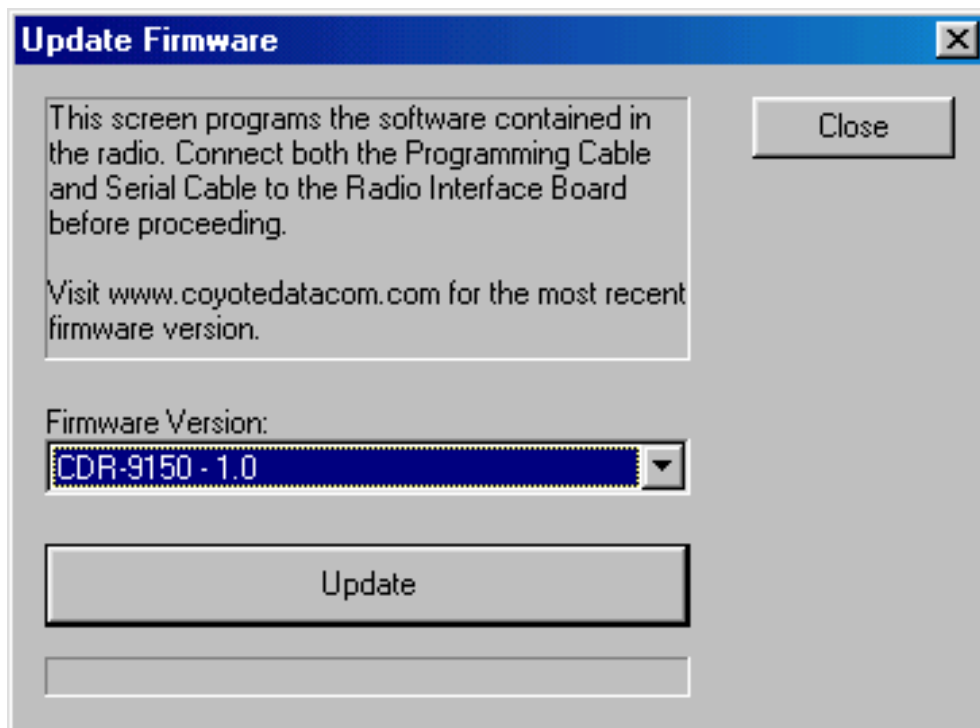 Update Firmware
This screen programs the software contained in
the radio. Connect both the Programming Cable
and Serial Cable to the Radio Interface Board
before proceeding.
Visit www.coyotedatacom.com for the most recent
firmware version.
Close
Firmware Version:
CDR-9150 - 1.0
Update